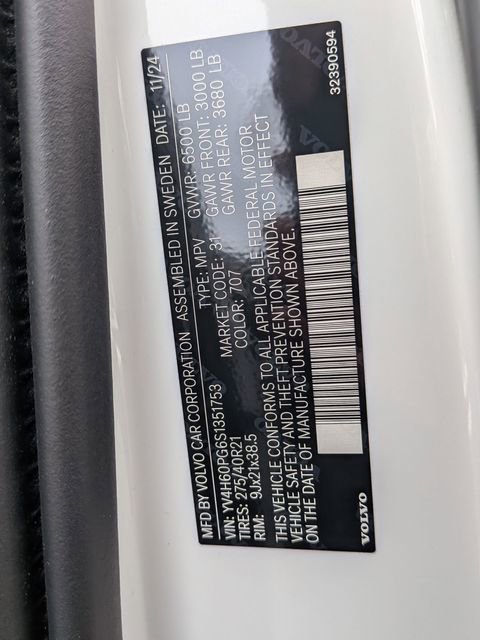 MFD BY VOLVO CAR CORPORATION ASSEMBLED IN SWEDEN DATE: 11/24
VIN: YV4H60PG6S1351753 TYPE: MPV GVWR: 6500 LB
TIRES: 275/40R21 MARKET CODE: 31 GAWR FRONT: 3000 LB
RIM: 9Jx21x38.5 COLOR: 707 GAWR REAR: 3680 LB
THIS VEHICLE CONFORMS TO ALL APPLICABLE FEDERAL MOTOR
VEHICLE SAFETY AND THEFT PREVENTION STANDARDS IN EFFECT
ON THE DATE OF MANUFACTURE SHOWN ABOVE.
VOLVO 32390594